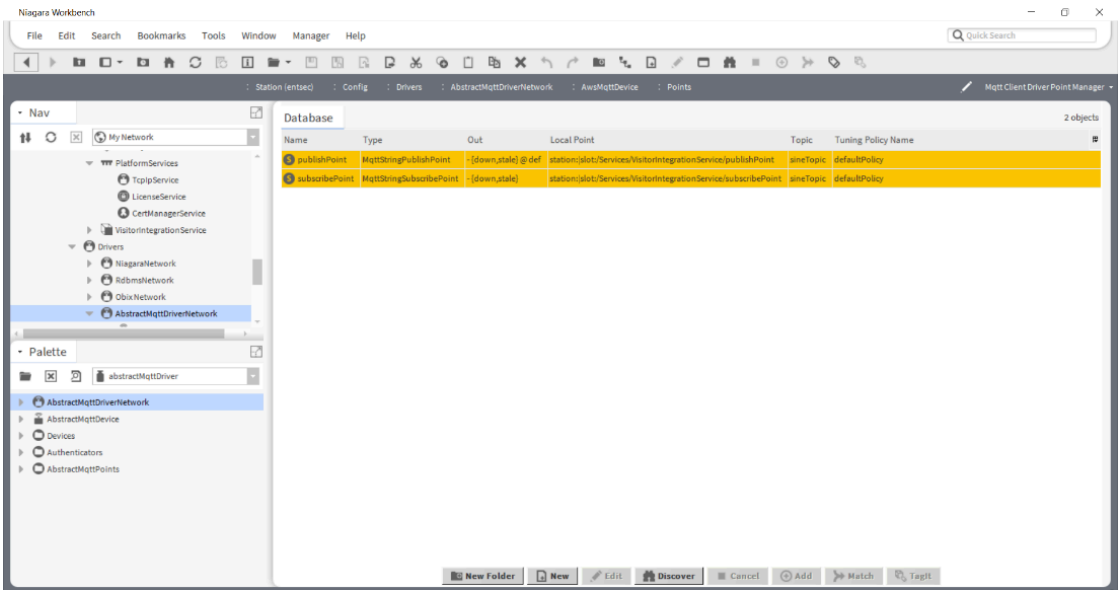 Niagara Workbench
File Edit Search Bookmarks Tools Window Manager Help
Quick Search
: Station (entsec) : Config : Drivers : AbstractMqttDriverNetwork : AwsMqttDevice : Points
Mqtt Client Driver Point Manager
Nav
My Network
PlatformServices
TcpIpService
LicenseService
CertManagerService
VisitorIntegrationService
Drivers
NiagaraNetwork
RdbmsNetwork
ObixNetwork
AbstractMqttDriverNetwork
Palette
abstractMqttDriver
AbstractMqttDriverNetwork
AbstractMqttDevice
Devices
Authenticators
AbstractMqttPoints
Database
2 objects
Name Type Out Local Point Topic Tuning Policy Name
publishPoint MqttStringPublishPoint - {down,stale} @ def station:|slot:/Services/VisitorIntegrationService/publishPoint sineTopic defaultPolicy
subscribePoint MqttStringSubscribePoint - {down,stale} station:|slot:/Services/VisitorIntegrationService/subscribePoint sineTopic defaultPolicy
New Folder New Edit Discover Cancel Add Match TagIt